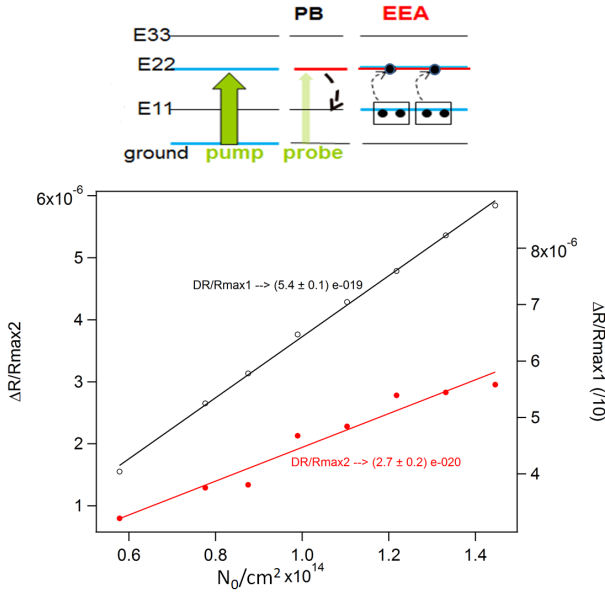 PB EEA
E33
E22
E11
ground pump probe
6x10⁻⁶
5
4
3
2
1
ΔR/Rmax2
8x10⁻⁶
7
6
5
4
ΔR/Rmax1 (/10)
DR/Rmax1 --> (5.4 ± 0.1) e-019
DR/Rmax2 --> (2.7 ± 0.2) e-020
0.6 0.8 1.0 1.2 1.4
N₀/cm² x10¹⁴